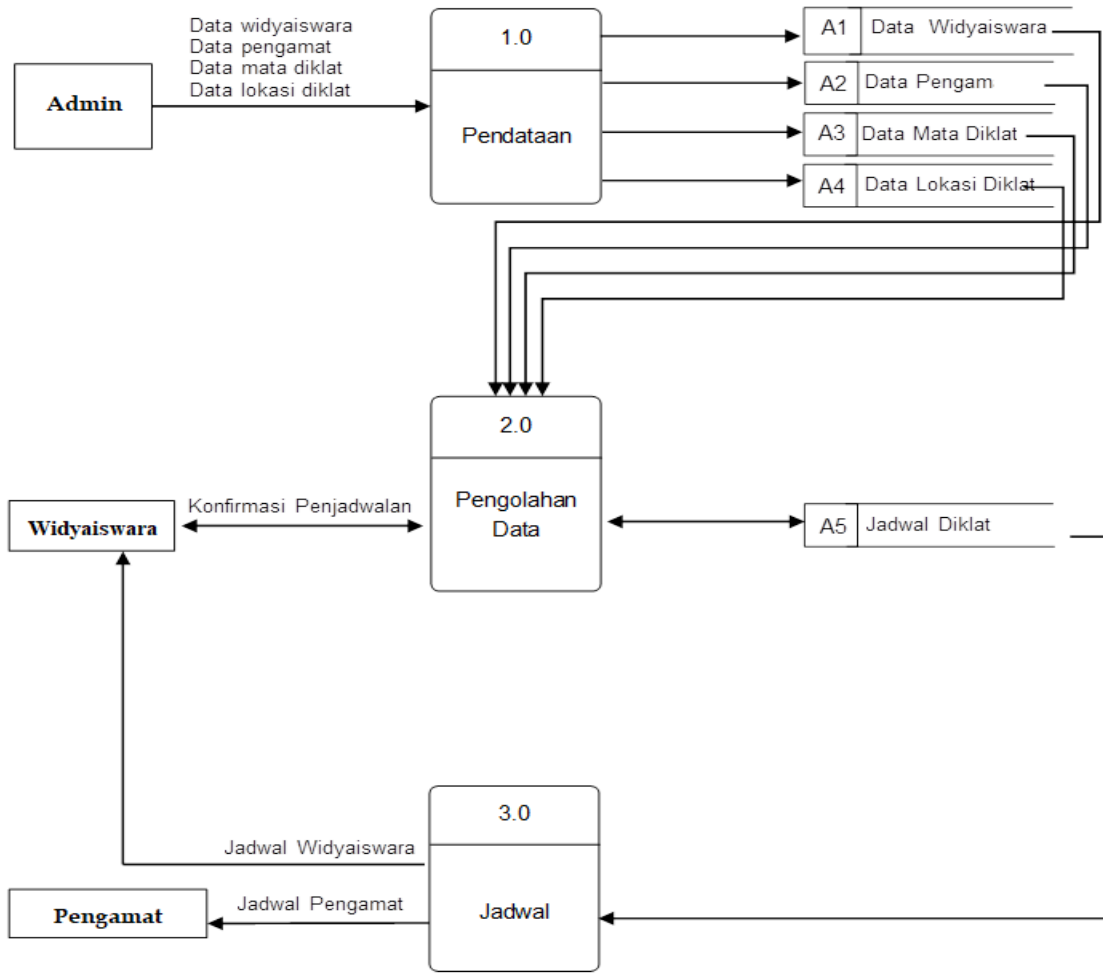 Data widyaiswara
Data pengamat
Data mata diklat
Data lokasi diklat
Admin
1.0
Pendataan
A1 Data Widyaiswara
A2 Data Pengam
A3 Data Mata Diklat
A4 Data Lokasi Diklat
2.0
Pengolahan
Data
Konfirmasi Penjadwalan
Widyaiswara
A5 Jadwal Diklat
3.0
Jadwal
Jadwal Widyaiswara
Jadwal Pengamat
Pengamat